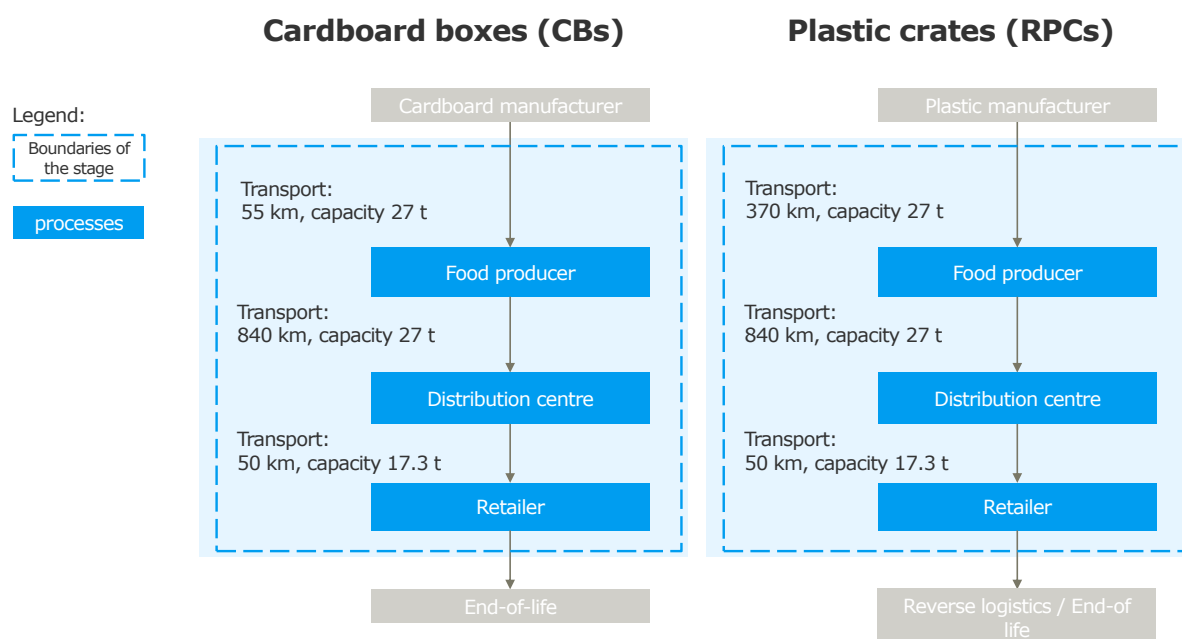 Cardboard boxes (CBs)
Plastic crates (RPCs)
Legend:
Boundaries of
the stage
processes
Cardboard manufacturer
Transport:
55 km, capacity 27 t
Food producer
Transport:
840 km, capacity 27 t
Distribution centre
Transport:
50 km, capacity 17.3 t
Retailer
End-of-life
Plastic manufacturer
Transport:
370 km, capacity 27 t
Food producer
Transport:
840 km, capacity 27 t
Distribution centre
Transport:
50 km, capacity 17.3 t
Retailer
Reverse logistics / End-of
life